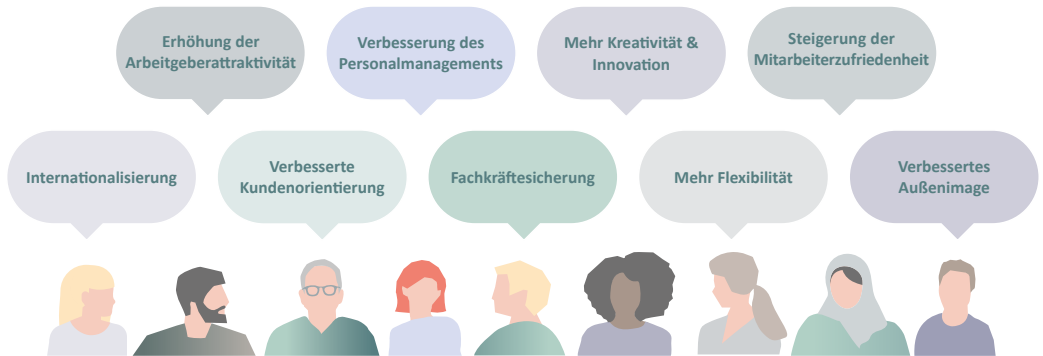 Erhöhung der
Arbeitgeberattraktivität
Verbesserung des
Personalmanagements
Mehr Kreativität &
Innovation
Steigerung der
Mitarbeiterzufriedenheit
Internationalisierung
Verbesserte
Kundenorientierung
Fachkräftesicherung
Mehr Flexibilität
Verbessertes
Außenimage